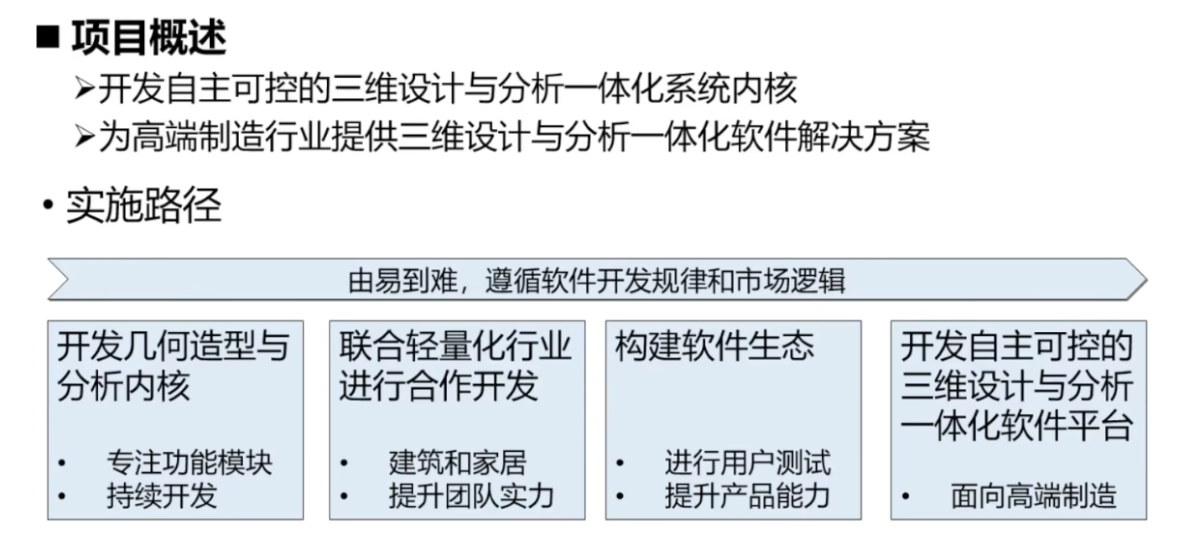 ■ 项目概述
➢开发自主可控的三维设计与分析一体化系统内核
➢为高端制造行业提供三维设计与分析一体化软件解决方案
• 实施路径
由易到难，遵循软件开发规律和市场逻辑
开发几何造型与
分析内核
• 专注功能模块
• 持续开发
联合轻量化行业
进行合作开发
• 建筑和家居
• 提升团队实力
构建软件生态
• 进行用户测试
• 提升产品能力
开发自主可控的
三维设计与分析
一体化软件平台
• 面向高端制造